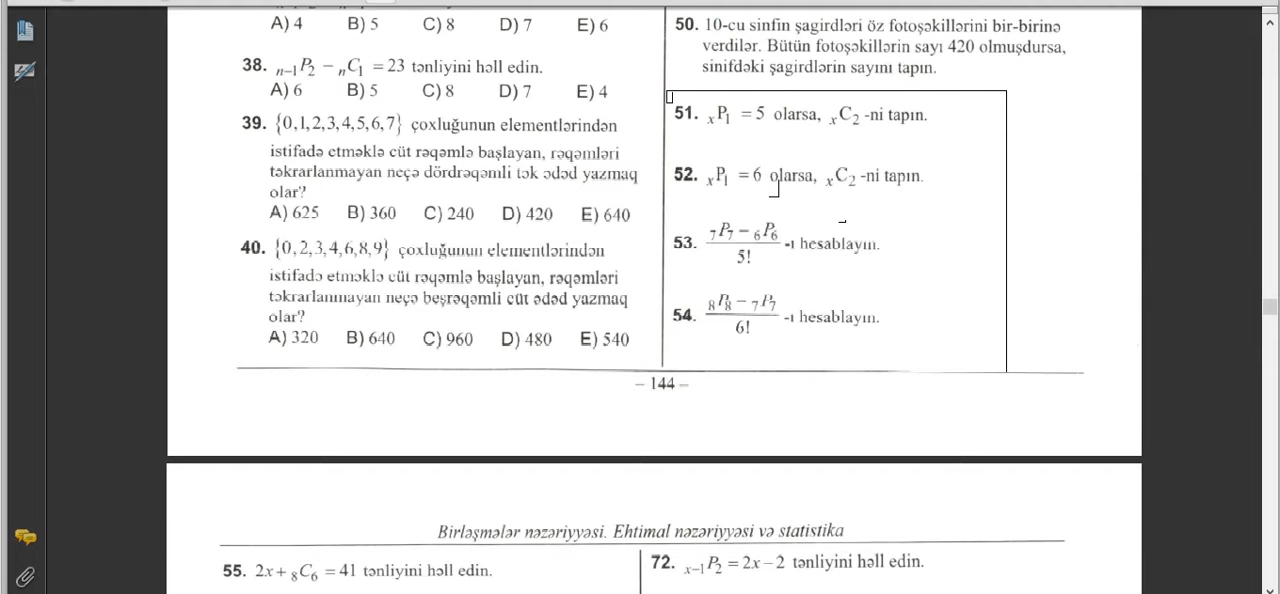 A) 4 B) 5 C) 8 D) 7 E) 6
38. ₙ₋₁P₂ − ₙC₁ = 23 tənliyini həll edin.
A) 6 B) 5 C) 8 D) 7 E) 4
39. {0,1,2,3,4,5,6,7} çoxluğunun elementlərindən
istifadə etməklə cüt rəqəmlə başlayan, rəqəmləri
təkrarlanmayan neçə dördrəqəmli tək ədəd yazmaq
olar?
A) 625 B) 360 C) 240 D) 420 E) 640
40. {0,2,3,4,6,8,9} çoxluğunun elementlərindən
istifadə etməklə cüt rəqəmlə başlayan, rəqəmləri
təkrarlanmayan neçə beşrəqəmli cüt ədəd yazmaq
olar?
A) 320 B) 640 C) 960 D) 480 E) 540
50. 10-cu sinfin şagirdləri öz fotoşəkillərini bir-birinə
verdilər. Bütün fotoşəkillərin sayı 420 olmuşdursa,
sinifdəki şagirdlərin sayını tapın.
51. ₓP₁ = 5 olarsa, ₓC₂ -ni tapın.
52. ₓP₁ = 6 olarsa, ₓC₂ -ni tapın.
53. (₇P₇ − ₆P₆) / 5! -ı hesablayın.
54. (₈P₈ − ₇P₇) / 6! -ı hesablayın.
– 144 –
Birləşmələr nəzəriyyəsi. Ehtimal nəzəriyyəsi və statistika
55. 2x + ₈C₆ = 41 tənliyini həll edin.
72. ₓ₋₁P₂ = 2x − 2 tənliyini həll edin.